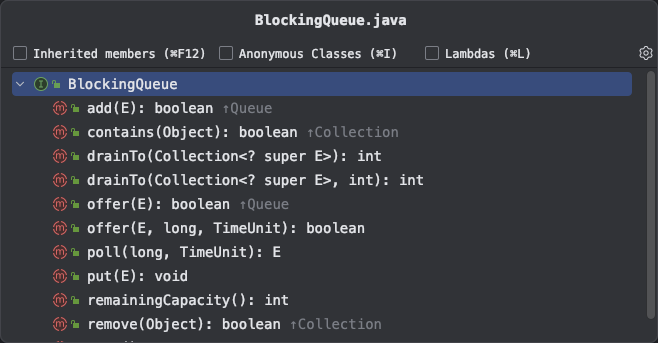 BlockingQueue.java
Inherited members (⌘F12) Anonymous Classes (⌘I) Lambdas (⌘L)
I BlockingQueue
m add(E): boolean ↑Queue
m contains(Object): boolean ↑Collection
m drainTo(Collection<? super E>): int
m drainTo(Collection<? super E>, int): int
m offer(E): boolean ↑Queue
m offer(E, long, TimeUnit): boolean
m poll(long, TimeUnit): E
m put(E): void
m remainingCapacity(): int
m remove(Object): boolean ↑Collection